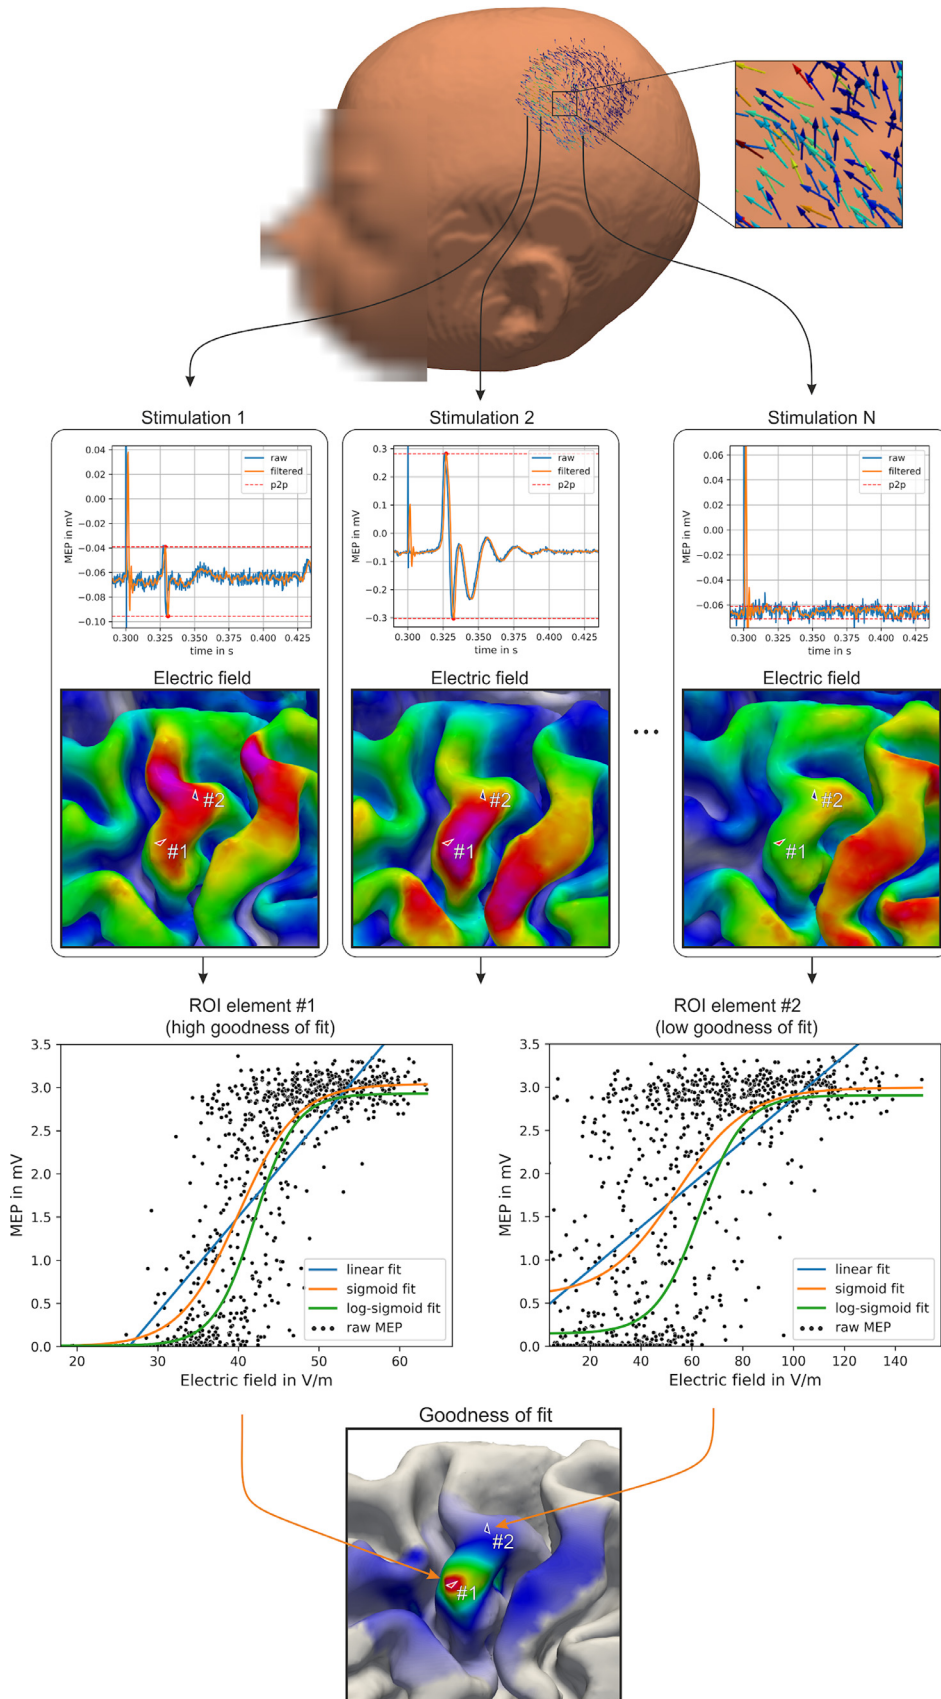 Stimulation 1
Stimulation 2
Stimulation N
0.04
0.02
0.00
−0.02
−0.04
−0.06
−0.08
−0.10
MEP in mV
raw
filtered
p2p
0.300 0.325 0.350 0.375 0.400 0.425
time in s
0.3
0.2
0.1
0.0
−0.1
−0.2
−0.3
MEP in mV
raw
filtered
p2p
0.300 0.325 0.350 0.375 0.400 0.425
time in s
0.06
0.04
0.02
0.00
−0.02
−0.04
−0.06
MEP in mV
raw
filtered
p2p
0.300 0.325 0.350 0.375 0.400 0.425
time in s
Electric field
#2
#1
Electric field
#2
#1
...
Electric field
#2
#1
ROI element #1
(high goodness of fit)
3.5
3.0
2.5
2.0
1.5
1.0
0.5
0.0
MEP in mV
linear fit
sigmoid fit
log-sigmoid fit
raw MEP
20 30 40 50 60
Electric field in V/m
ROI element #2
(low goodness of fit)
3.5
3.0
2.5
2.0
1.5
1.0
0.5
0.0
MEP in mV
linear fit
sigmoid fit
log-sigmoid fit
raw MEP
20 40 60 80 100 120 140
Electric field in V/m
Goodness of fit
#2
#1